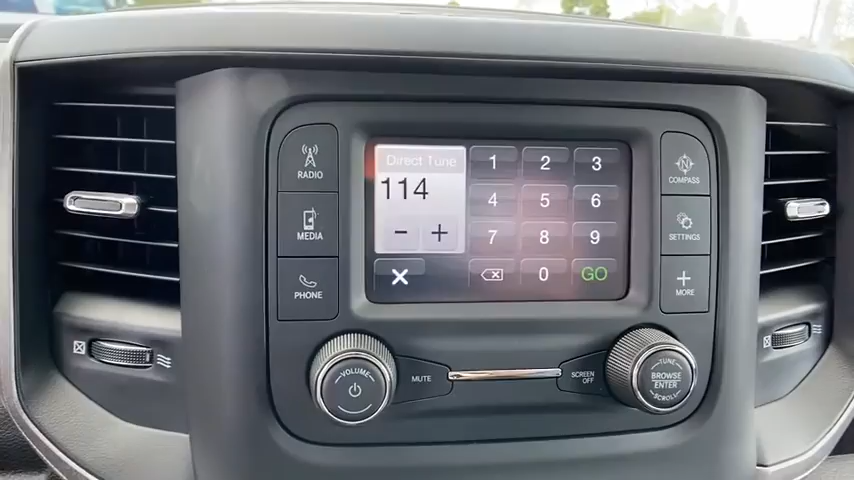 RADIO
MEDIA
PHONE
Direct Tune
114
− +
X
1 2 3
4 5 6
7 8 9
0 GO
N
COMPASS
SETTINGS
+
MORE
VOLUME
MUTE
SCREEN
OFF
TUNE
BROWSE
ENTER
SCROLL